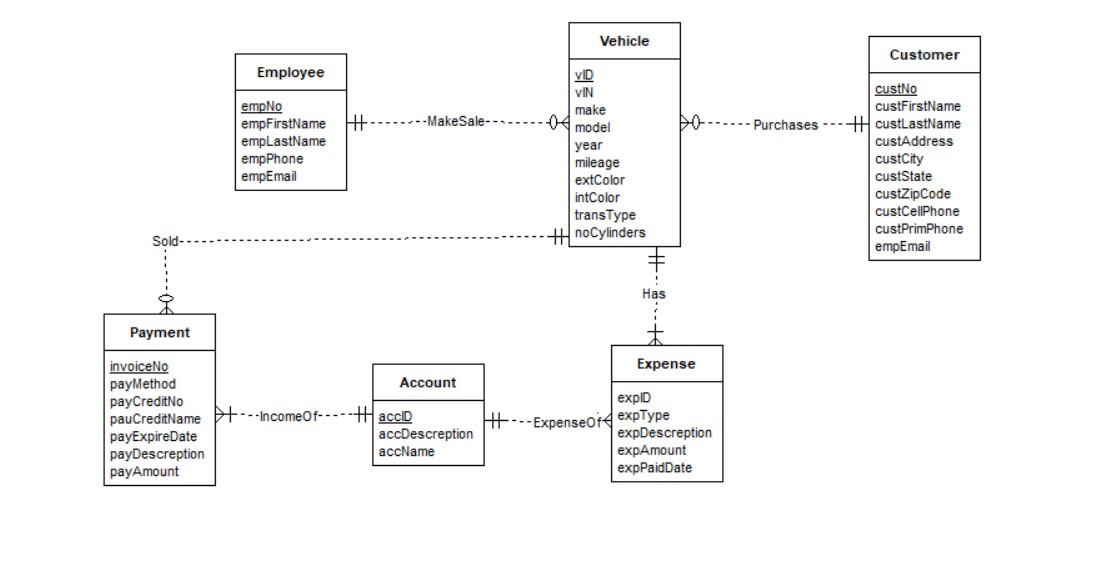 Employee
empNo
empFirstName
empLastName
empPhone
empEmail
MakeSale
Vehicle
vID
vIN
make
model
year
mileage
extColor
intColor
transType
noCylinders
Purchases
Customer
custNo
custFirstName
custLastName
custAddress
custCity
custState
custZipCode
custCellPhone
custPrimPhone
empEmail
Sold
Has
Payment
invoiceNo
payMethod
payCreditNo
pauCreditName
payExpireDate
payDescreption
payAmount
IncomeOf
Account
accID
accDescreption
accName
ExpenseOf
Expense
expID
expType
expDescreption
expAmount
expPaidDate